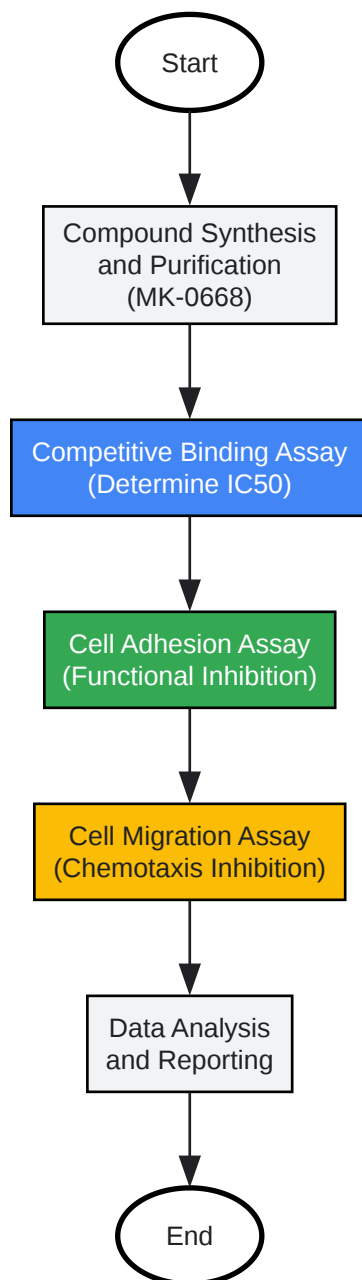 Start
Compound Synthesis
and Purification
(MK-0668)
Competitive Binding Assay
(Determine IC50)
Cell Adhesion Assay
(Functional Inhibition)
Cell Migration Assay
(Chemotaxis Inhibition)
Data Analysis
and Reporting
End